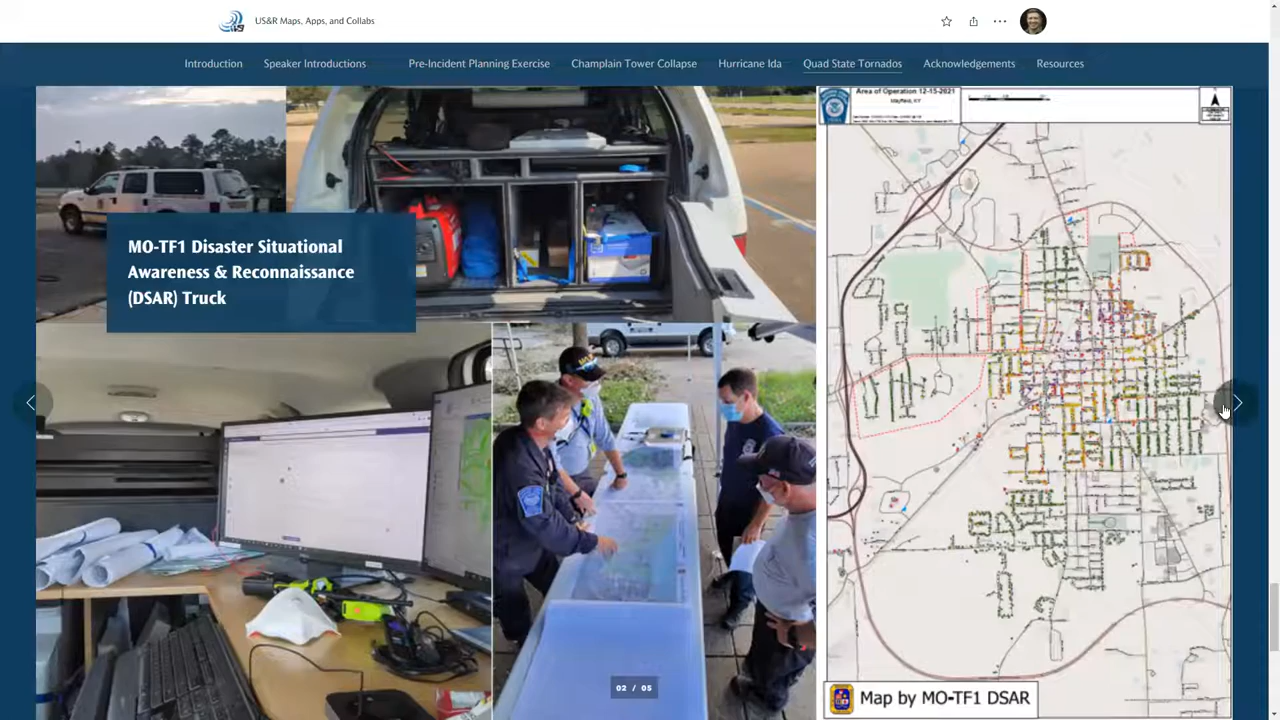 US&R Maps, Apps, and Collabs
Introduction
Speaker Introductions
Pre-Incident Planning Exercise
Champlain Tower Collapse
Hurricane Ida
Quad State Tornados
Acknowledgements
Resources
MO-TF1 Disaster Situational
Awareness & Reconnaissance
(DSAR) Truck
Area of Operation 12-15-2021
Mayfield, KY
02 / 05
Map by MO-TF1 DSAR